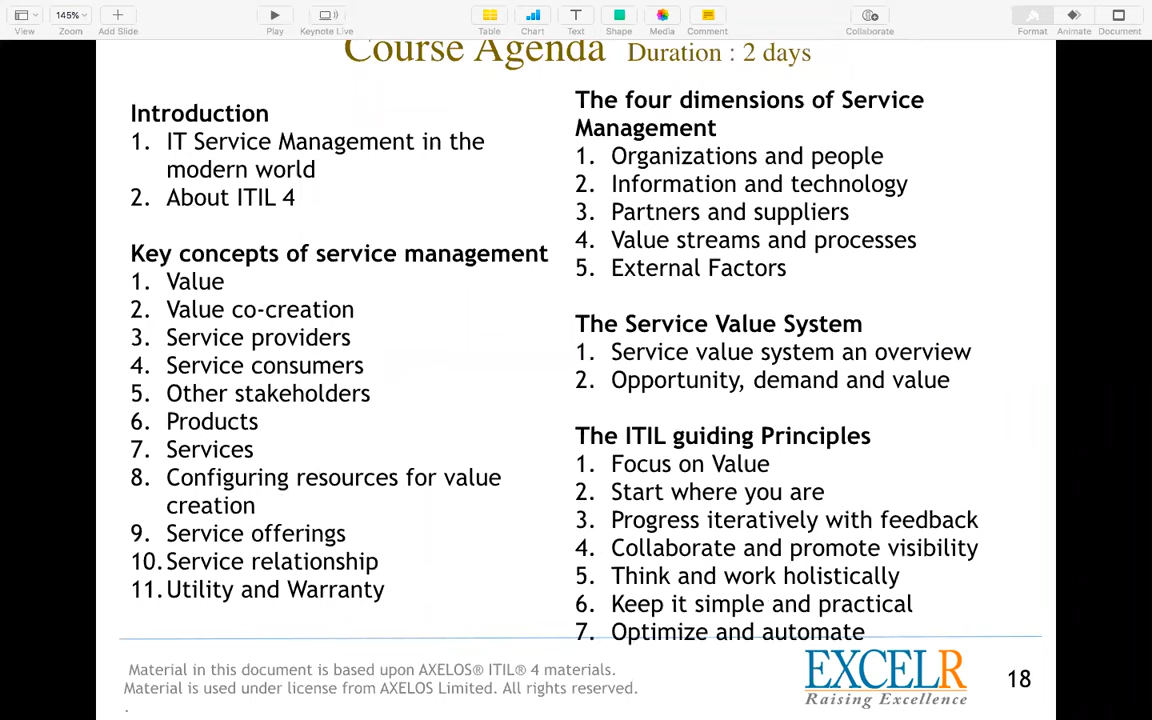 145%
View
Zoom
Add Slide
Play
Keynote Live
Table
Chart
Text
Shape
Media
Comment
Collaborate
Format
Animate
Document
Course Agenda Duration : 2 days
Introduction
1. IT Service Management in the
modern world
2. About ITIL 4
Key concepts of service management
1. Value
2. Value co-creation
3. Service providers
4. Service consumers
5. Other stakeholders
6. Products
7. Services
8. Configuring resources for value
creation
9. Service offerings
10. Service relationship
11. Utility and Warranty
The four dimensions of Service
Management
1. Organizations and people
2. Information and technology
3. Partners and suppliers
4. Value streams and processes
5. External Factors
The Service Value System
1. Service value system an overview
2. Opportunity, demand and value
The ITIL guiding Principles
1. Focus on Value
2. Start where you are
3. Progress iteratively with feedback
4. Collaborate and promote visibility
5. Think and work holistically
6. Keep it simple and practical
7. Optimize and automate
Material in this document is based upon AXELOS® ITIL® 4 materials.
Material is used under license from AXELOS Limited. All rights reserved.
.
EXCELR
Raising Excellence
18